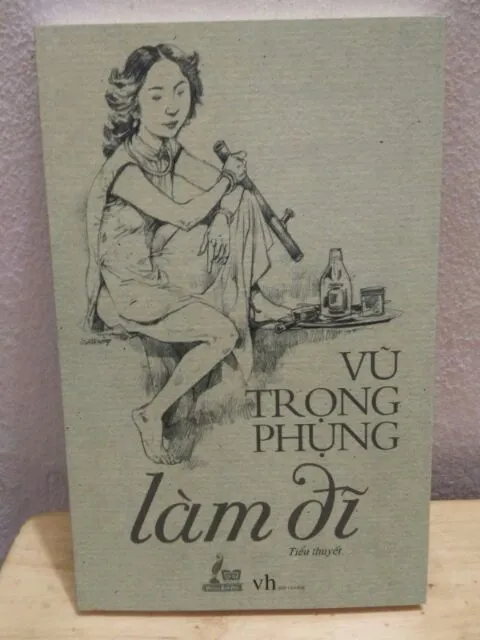 VŨ
TRỌNG
PHỤNG
làm đĩ
Tiểu thuyết
vh